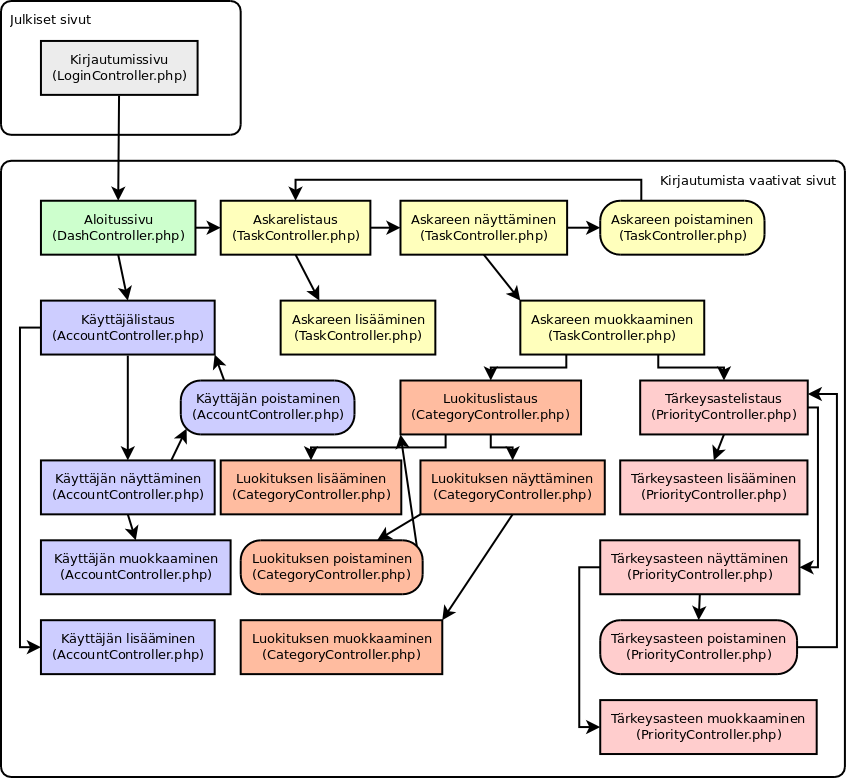 Julkiset sivut
Kirjautumissivu
(LoginController.php)
Kirjautumista vaativat sivut
Aloitussivu
(DashController.php)
Askarelistaus
(TaskController.php)
Askareen näyttäminen
(TaskController.php)
Askareen poistaminen
(TaskController.php)
Käyttäjälistaus
(AccountController.php)
Askareen lisääminen
(TaskController.php)
Askareen muokkaaminen
(TaskController.php)
Käyttäjän poistaminen
(AccountController.php)
Luokituslistaus
(CategoryController.php)
Tärkeysastelistaus
(PriorityController.php)
Käyttäjän näyttäminen
(AccountController.php)
Luokituksen lisääminen
(CategoryController.php)
Luokituksen näyttäminen
(CategoryController.php)
Tärkeysasteen lisääminen
(PriorityController.php)
Käyttäjän muokkaaminen
(AccountController.php)
Luokituksen poistaminen
(CategoryController.php)
Tärkeysasteen näyttäminen
(PriorityController.php)
Käyttäjän lisääminen
(AccountController.php)
Luokituksen muokkaaminen
(CategoryController.php)
Tärkeysasteen poistaminen
(PriorityController.php)
Tärkeysasteen muokkaaminen
(PriorityController.php)